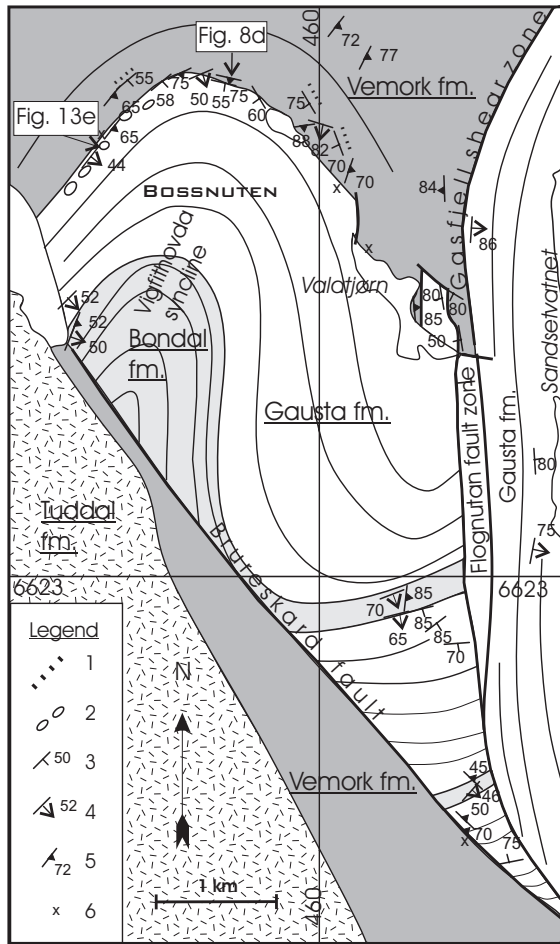 Fig. 8d
460
72
77
Vemork fm.
Gasfjell shear zone
55
75
65
58
50
55
75
60
75
Fig. 13e
65
44
88
82
70
70
84
86
BOSSNUTEN
Vigfithovda
syncline
Valatjørn
80
80
85
50
Sandsetvatnet
52
52
50
Bondal
fm.
Gausta fm.
Gausta fm.
Flognutan fault zone
80
75
Tuddal
fm.
Brureskard fault
6623
6623
85
70
65
85
85
70
Legend
1
2
50 3
52 4
72 5
x 6
N
1 km
Vemork fm.
45
46
50
70
75
x
x
x
x
460